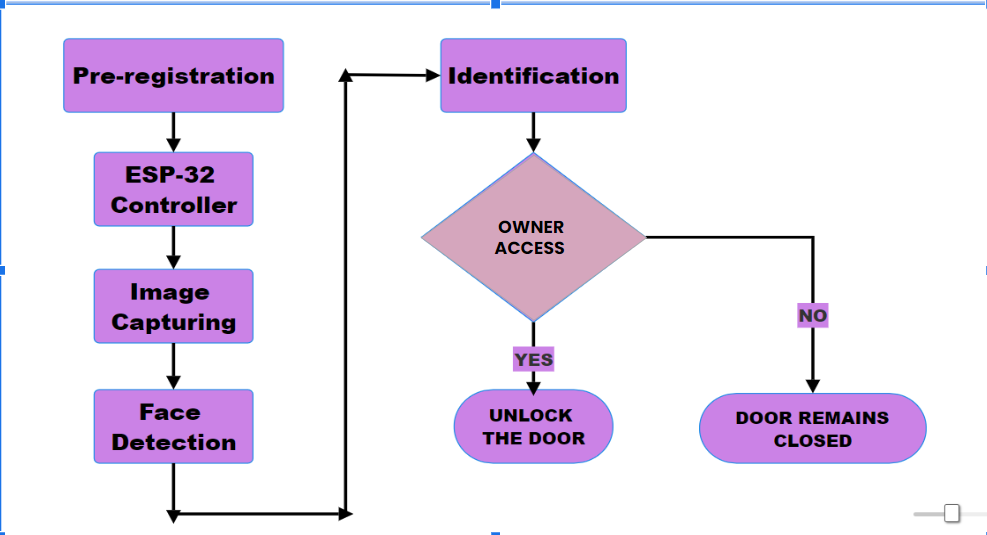 Pre-registration
ESP-32
Controller
Image
Capturing
Face
Detection
Identification
OWNER
ACCESS
YES
NO
UNLOCK
THE DOOR
DOOR REMAINS
CLOSED